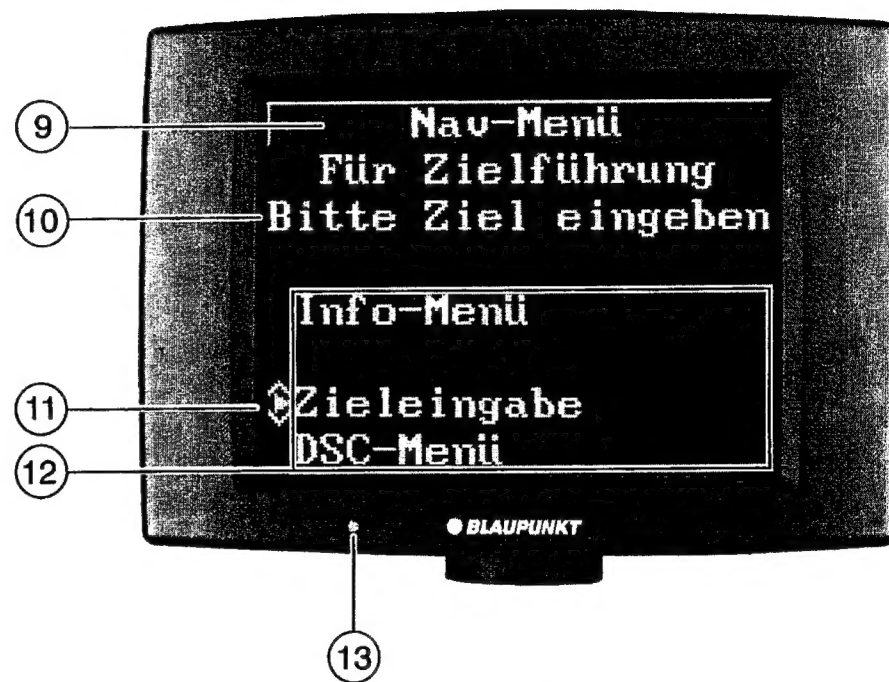 9
Nav-Menü
Für Zielführung
10
Bitte Ziel eingeben
Info-Menü
11
Zieleingabe
12
DSC-Menü
BLAUPUNKT
13